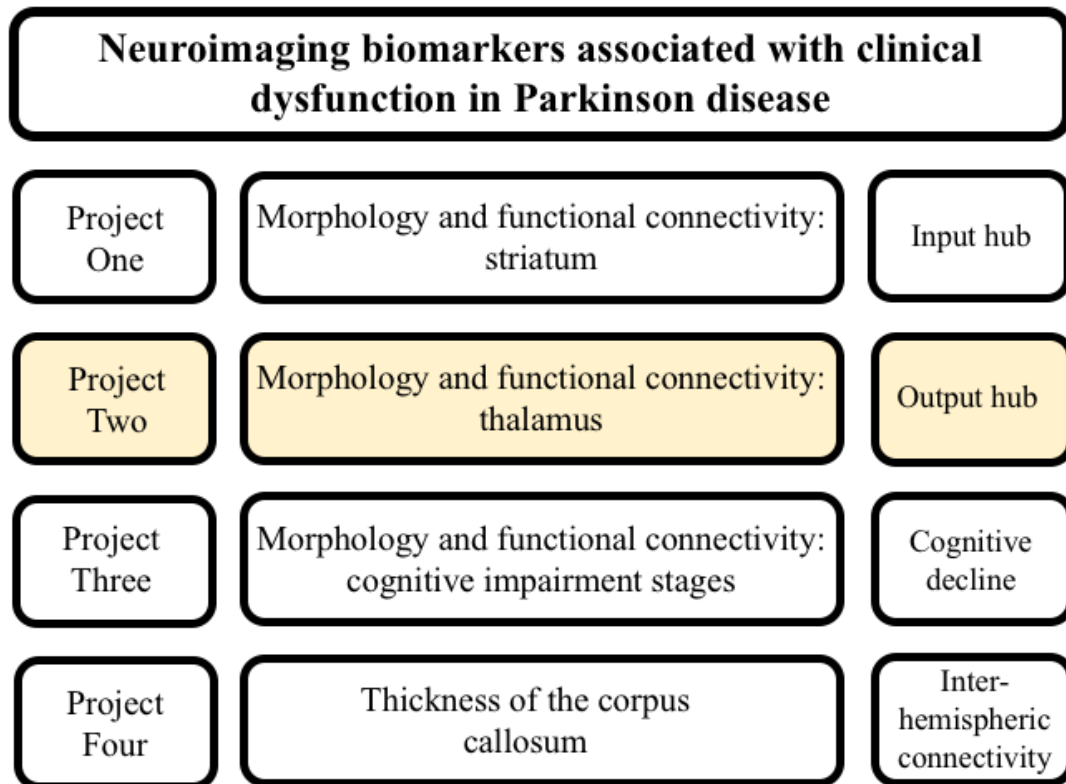 Neuroimaging biomarkers associated with clinical
dysfunction in Parkinson disease
Project
One
Morphology and functional connectivity:
striatum
Input hub
Project
Two
Morphology and functional connectivity:
thalamus
Output hub
Project
Three
Morphology and functional connectivity:
cognitive impairment stages
Cognitive
decline
Project
Four
Thickness of the corpus
callosum
Inter-
hemispheric
connectivity